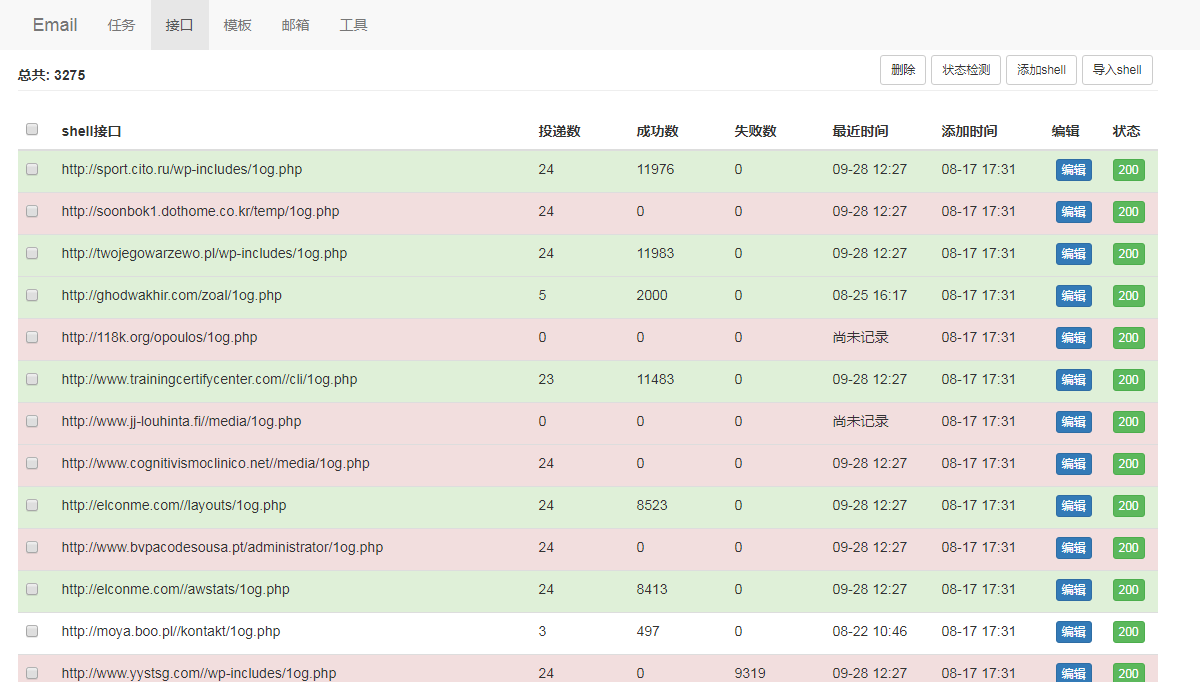 Email 任务 接口 模板 邮箱 工具
总共: 3275 删除 状态检测 添加shell 导入shell
shell接口 投递数 成功数 失败数 最近时间 添加时间 编辑 状态
http://sport.cito.ru/wp-includes/1og.php 24 11976 0 09-28 12:27 08-17 17:31 编辑 200
http://soonbok1.dothome.co.kr/temp/1og.php 24 0 0 09-28 12:27 08-17 17:31 编辑 200
http://twojegowarzewo.pl/wp-includes/1og.php 24 11983 0 09-28 12:27 08-17 17:31 编辑 200
http://ghodwakhir.com/zoal/1og.php 5 2000 0 08-25 16:17 08-17 17:31 编辑 200
http://118k.org/opoulos/1og.php 0 0 0 尚未记录 08-17 17:31 编辑 200
http://www.trainingcertifycenter.com//cli/1og.php 23 11483 0 09-28 12:27 08-17 17:31 编辑 200
http://www.jj-louhinta.fi//media/1og.php 0 0 0 尚未记录 08-17 17:31 编辑 200
http://www.cognitivismoclinico.net//media/1og.php 24 0 0 09-28 12:27 08-17 17:31 编辑 200
http://elconme.com//layouts/1og.php 24 8523 0 09-28 12:27 08-17 17:31 编辑 200
http://www.bvpacodesousa.pt/administrator/1og.php 24 0 0 09-28 12:27 08-17 17:31 编辑 200
http://elconme.com//awstats/1og.php 24 8413 0 09-28 12:27 08-17 17:31 编辑 200
http://moya.boo.pl//kontakt/1og.php 3 497 0 08-22 10:46 08-17 17:31 编辑 200
http://www.yystsg.com//wp-includes/1og.php 24 0 9319 09-28 12:27 08-17 17:31 编辑 200